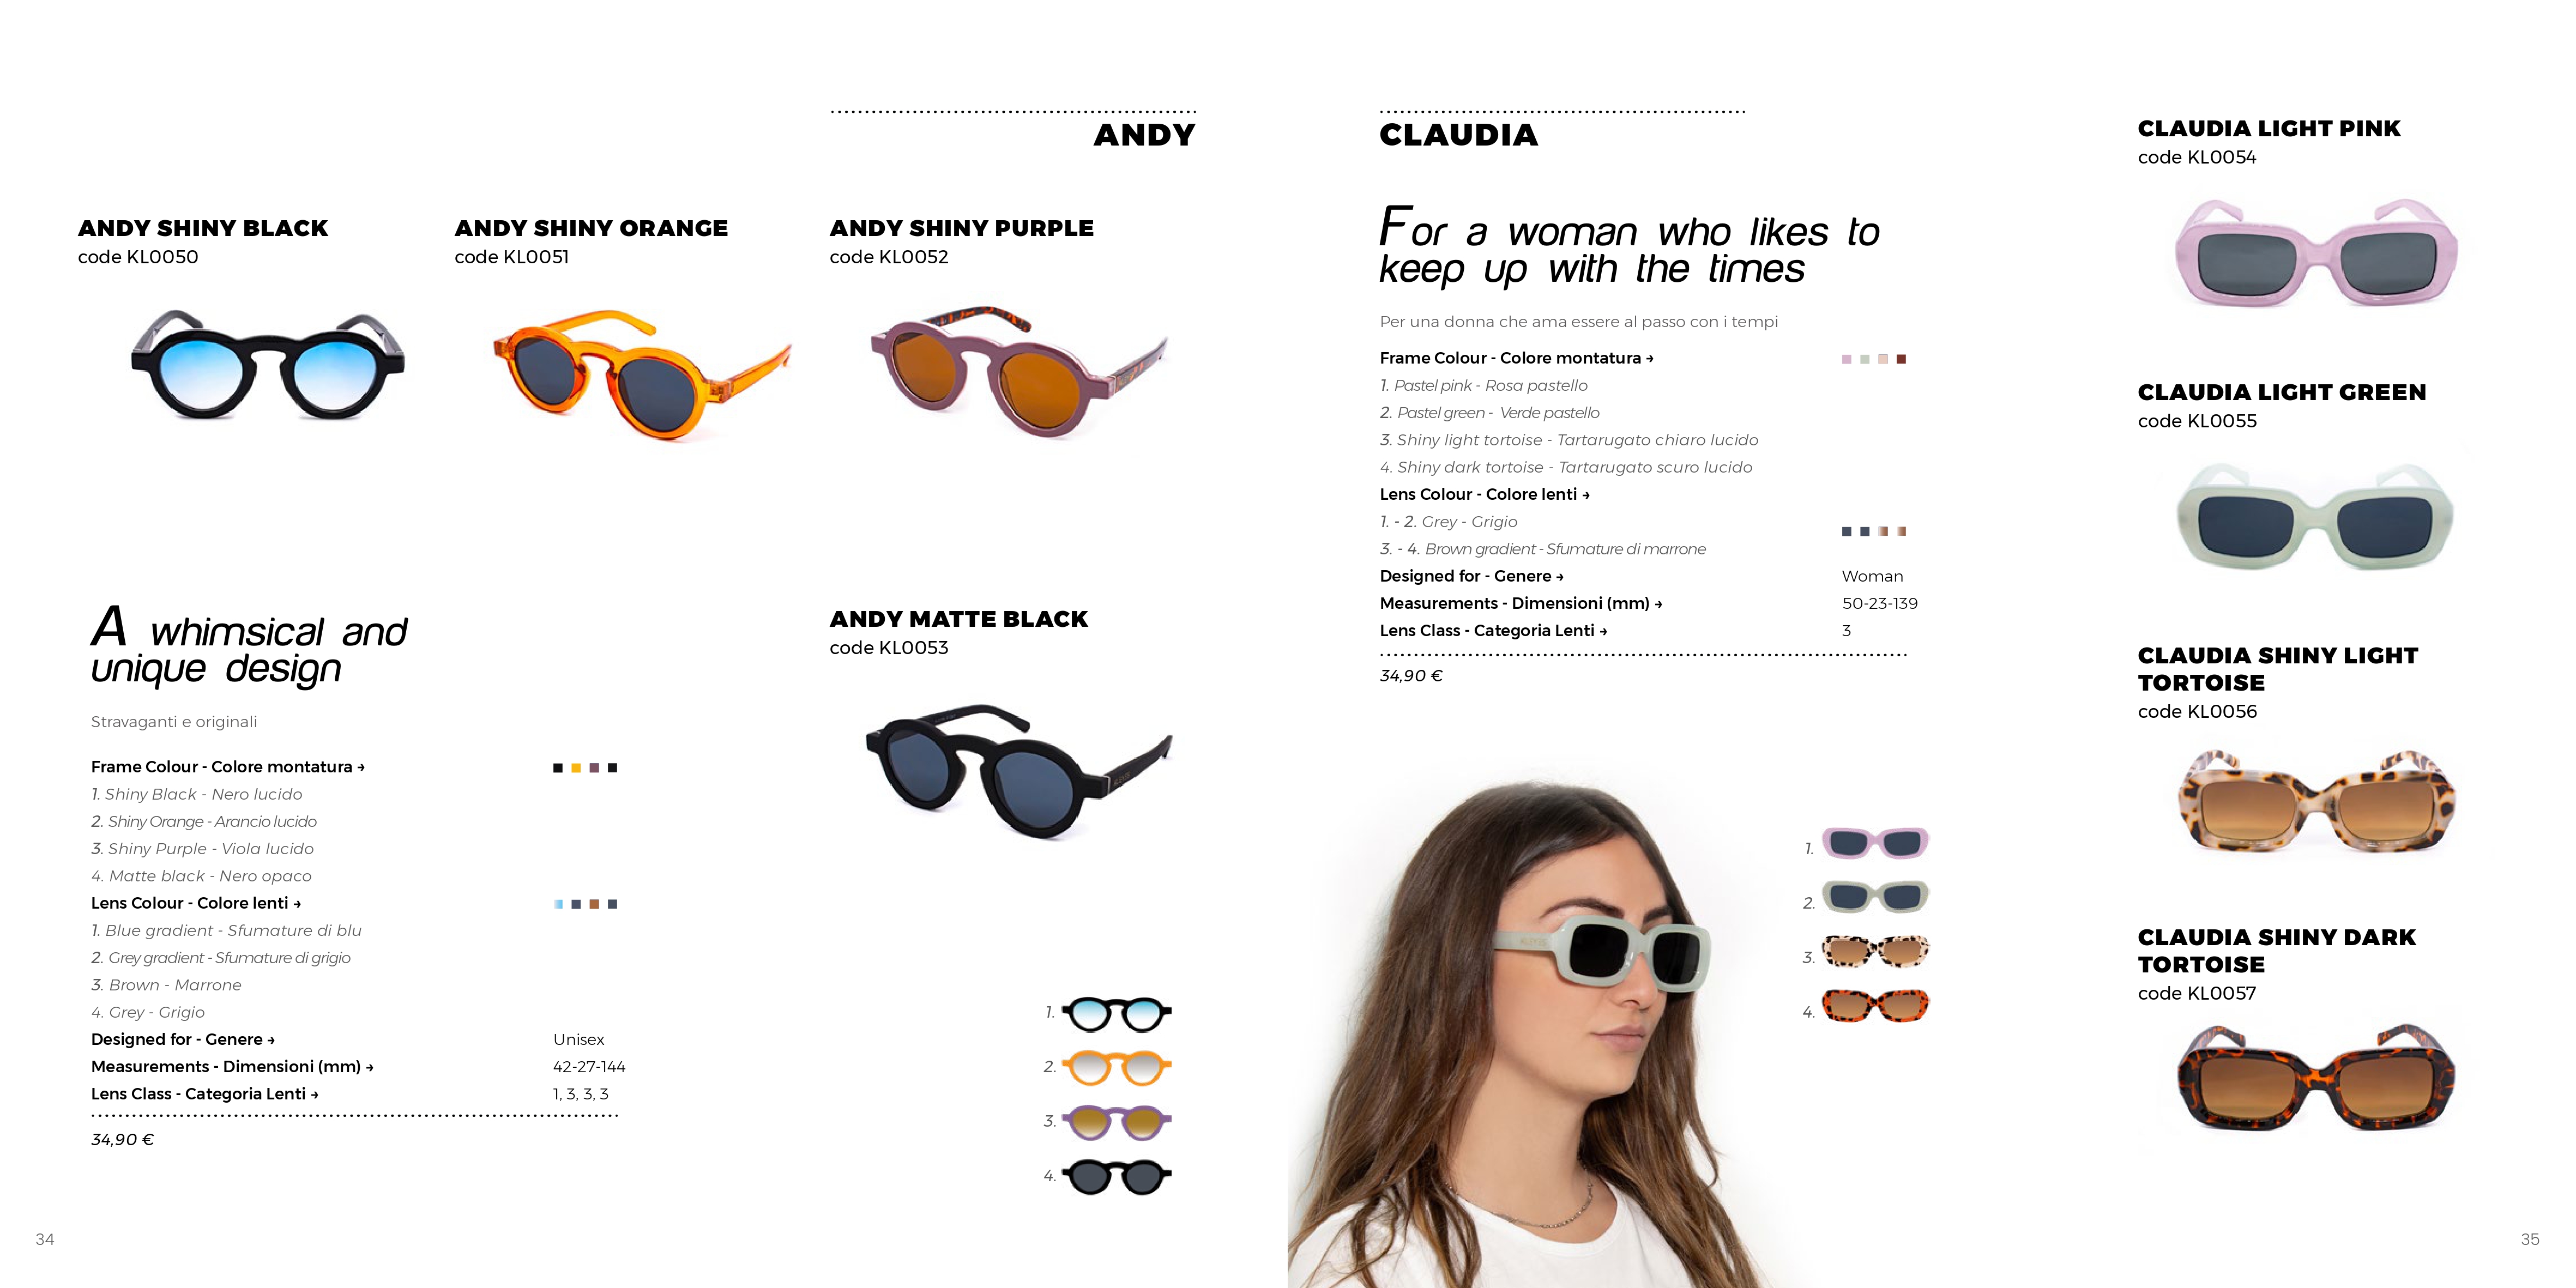 ANDY
ANDY SHINY BLACK
code KL0050
ANDY SHINY ORANGE
code KL0051
ANDY SHINY PURPLE
code KL0052
A whimsical and
unique design
Stravaganti e originali
Frame Colour - Colore montatura →
1. Shiny Black - Nero lucido
2. Shiny Orange - Arancio lucido
3. Shiny Purple - Viola lucido
4. Matte black - Nero opaco
Lens Colour - Colore lenti →
1. Blue gradient - Sfumature di blu
2. Grey gradient - Sfumature di grigio
3. Brown - Marrone
4. Grey - Grigio
Designed for - Genere → Unisex
Measurements - Dimensioni (mm) → 42-27-144
Lens Class - Categoria Lenti → 1, 3, 3, 3
34,90 €
ANDY MATTE BLACK
code KL0053
1.
2.
3.
4.
34
CLAUDIA
For a woman who likes to
keep up with the times
Per una donna che ama essere al passo con i tempi
Frame Colour - Colore montatura →
1. Pastel pink - Rosa pastello
2. Pastel green - Verde pastello
3. Shiny light tortoise - Tartarugato chiaro lucido
4. Shiny dark tortoise - Tartarugato scuro lucido
Lens Colour - Colore lenti →
1. - 2. Grey - Grigio
3. - 4. Brown gradient - Sfumature di marrone
Designed for - Genere → Woman
Measurements - Dimensioni (mm) → 50-23-139
Lens Class - Categoria Lenti → 3
34,90 €
1.
2.
3.
4.
CLAUDIA LIGHT PINK
code KL0054
CLAUDIA LIGHT GREEN
code KL0055
CLAUDIA SHINY LIGHT
TORTOISE
code KL0056
CLAUDIA SHINY DARK
TORTOISE
code KL0057
35